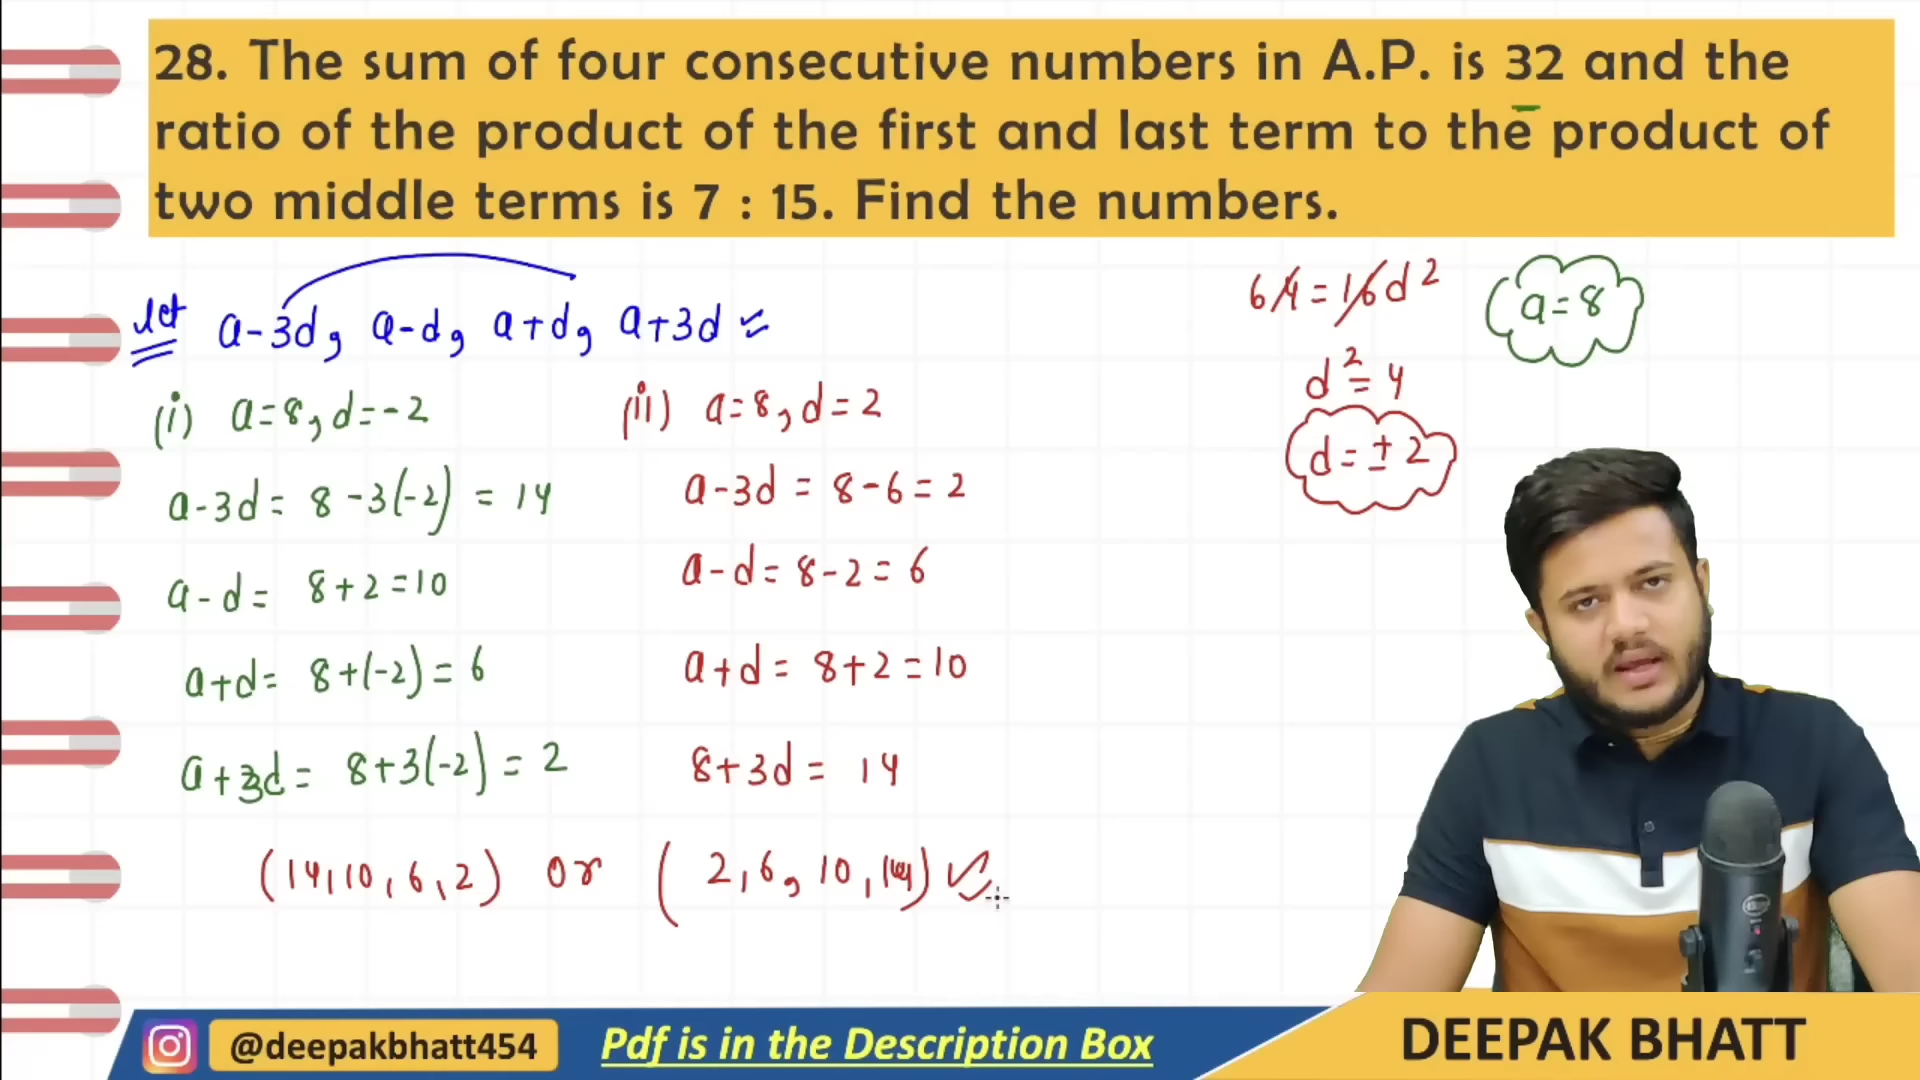 28. The sum of four consecutive numbers in A.P. is 32 and the
ratio of the product of the first and last term to the product of
two middle terms is 7 : 15. Find the numbers.
let a-3d, a-d, a+d, a+3d
64 = 16d²
a=8
d²=4
d=±2
(i) a=8, d=-2
a-3d = 8-3(-2) = 14
a-d = 8+2=10
a+d = 8+(-2) = 6
a+3d = 8+3(-2) = 2
(ii) a=8, d=2
a-3d = 8-6=2
a-d = 8-2=6
a+d = 8+2=10
8+3d = 14
(14,10,6,2) or (2,6,10,14)
@deepakbhatt454
Pdf is in the Description Box
DEEPAK BHATT